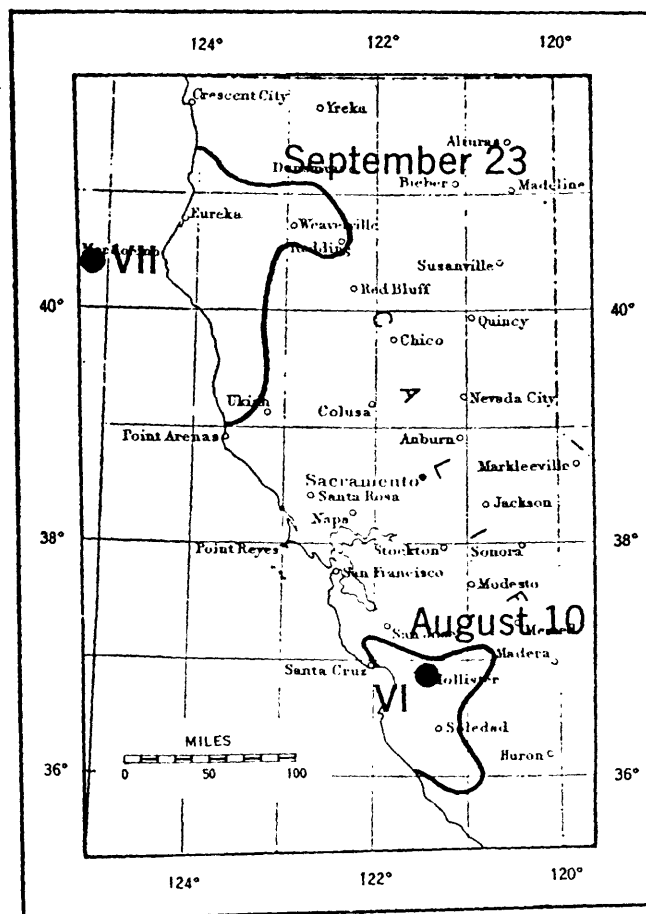 124° 122° 120°
Crescent City
Yreka
Alturas
September 23
Bieber
Madeline
Eureka
Weaverville
Redding
VII
Susanville
Red Bluff
40° 40°
C
Quincy
Chico
A
Ukiah
Colusa
Nevada City
Point Arenas
Auburn
L
Markleeville
Sacramento
Santa Rosa
Jackson
Napa
I
38° 38°
Point Reyes
Stockton
Sonora
San Francisco
Modesto
F
August 10
San Jose
Merced
Madera
Santa Cruz
Hollister
VI
Soledad
MILES
Huron
0 50 100
36° 36°
124° 122° 120°